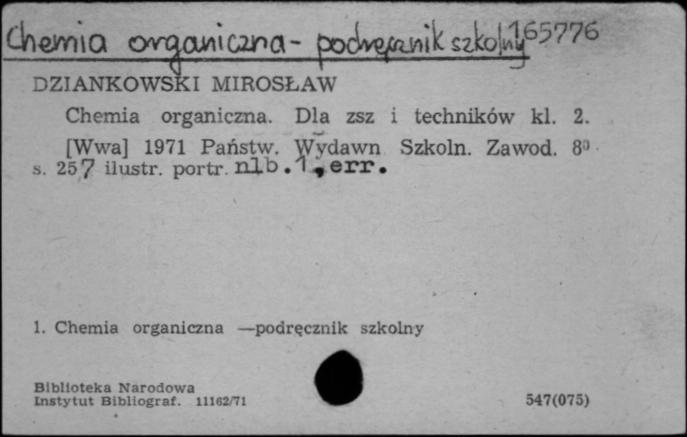 Chemia organiczna - podręcznik szkolny 165776
DZIANKOWSKI MIROSŁAW
Chemia organiczna. Dla zsz i techników kl. 2.
[Wwa] 1971 Państw. Wydawn Szkoln. Zawod. 8⁰.
s. 257 ilustr. portr. nlb.1,err.
1. Chemia organiczna —podręcznik szkolny
Biblioteka Narodowa
Instytut Bibliograf. 11162/71
547(075)